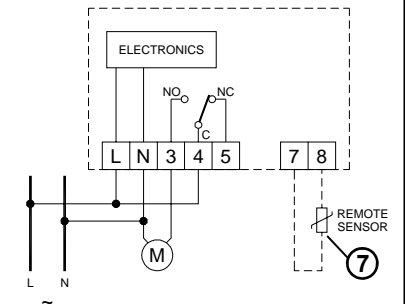 ELECTRONICS
NO NC
C
L N 3 4 5 7 8
REMOTE
SENSOR
M
7
L N
~